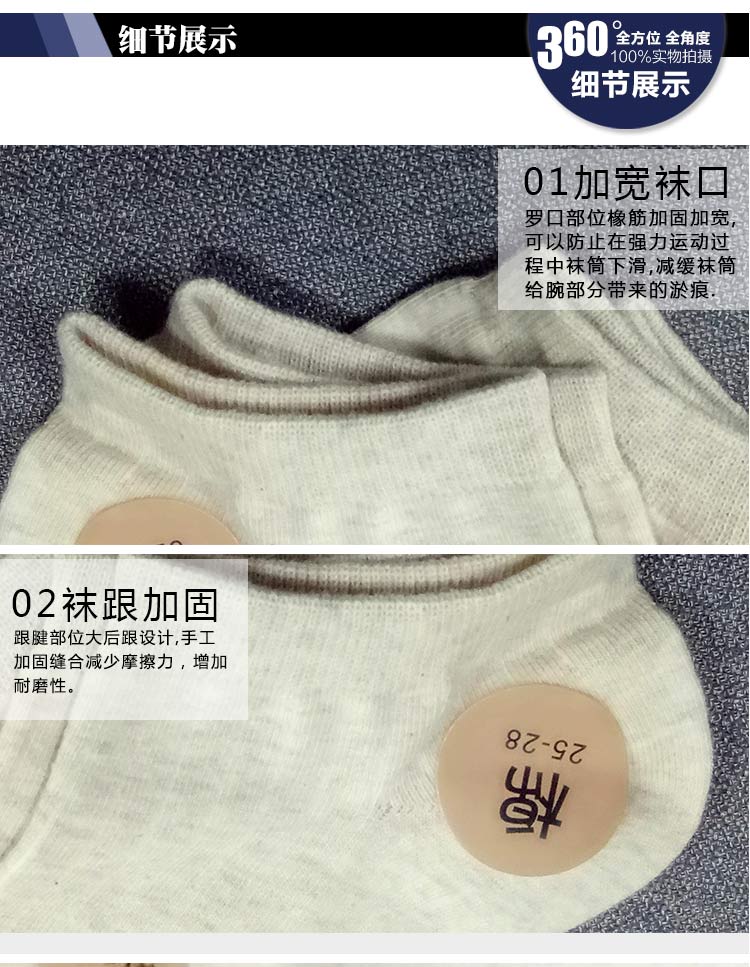 细节展示
360°全方位 全角度
100%实物拍摄
细节展示
01加宽袜口
罗口部位橡筋加固加宽,
可以防止在强力运动过
程中袜筒下滑,减缓袜筒
给腕部分带来的淤痕.
02袜跟加固
跟腱部位大后跟设计,手工
加固缝合减少摩擦力，增加
耐磨性。
25-28
棉